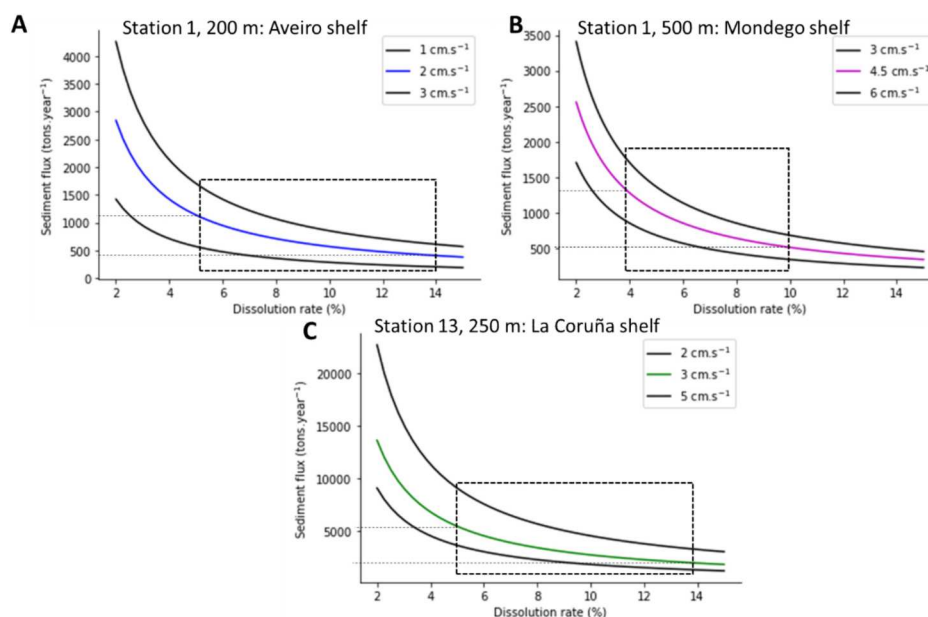 A
Station 1, 200 m: Aveiro shelf
Sediment flux (tons.year⁻¹)
4000
3500
3000
2500
2000
1500
1000
500
0
1 cm.s⁻¹
2 cm.s⁻¹
3 cm.s⁻¹
2 4 6 8 10 12 14
Dissolution rate (%)
B
Station 1, 500 m: Mondego shelf
Sediment flux (tons.year⁻¹)
3500
3000
2500
2000
1500
1000
500
3 cm.s⁻¹
4.5 cm.s⁻¹
6 cm.s⁻¹
2 4 6 8 10 12 14
Dissolution rate (%)
C
Station 13, 250 m: La Coruña shelf
Sediment flux (tons.year⁻¹)
20000
15000
10000
5000
2 cm.s⁻¹
3 cm.s⁻¹
5 cm.s⁻¹
2 4 6 8 10 12 14
Dissolution rate (%)